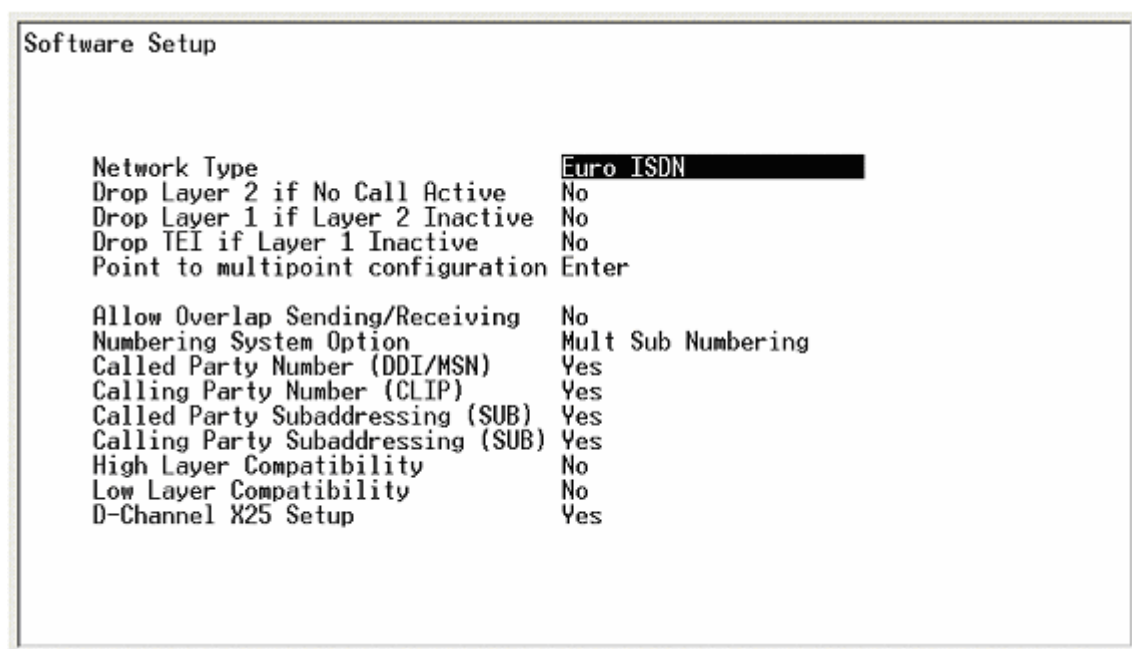 Software Setup
Network Type Euro ISDN
Drop Layer 2 if No Call Active No
Drop Layer 1 if Layer 2 Inactive No
Drop TEI if Layer 1 Inactive No
Point to multipoint configuration Enter
Allow Overlap Sending/Receiving No
Numbering System Option Mult Sub Numbering
Called Party Number (DDI/MSN) Yes
Calling Party Number (CLIP) Yes
Called Party Subaddressing (SUB) Yes
Calling Party Subaddressing (SUB) Yes
High Layer Compatibility No
Low Layer Compatibility No
D-Channel X25 Setup Yes